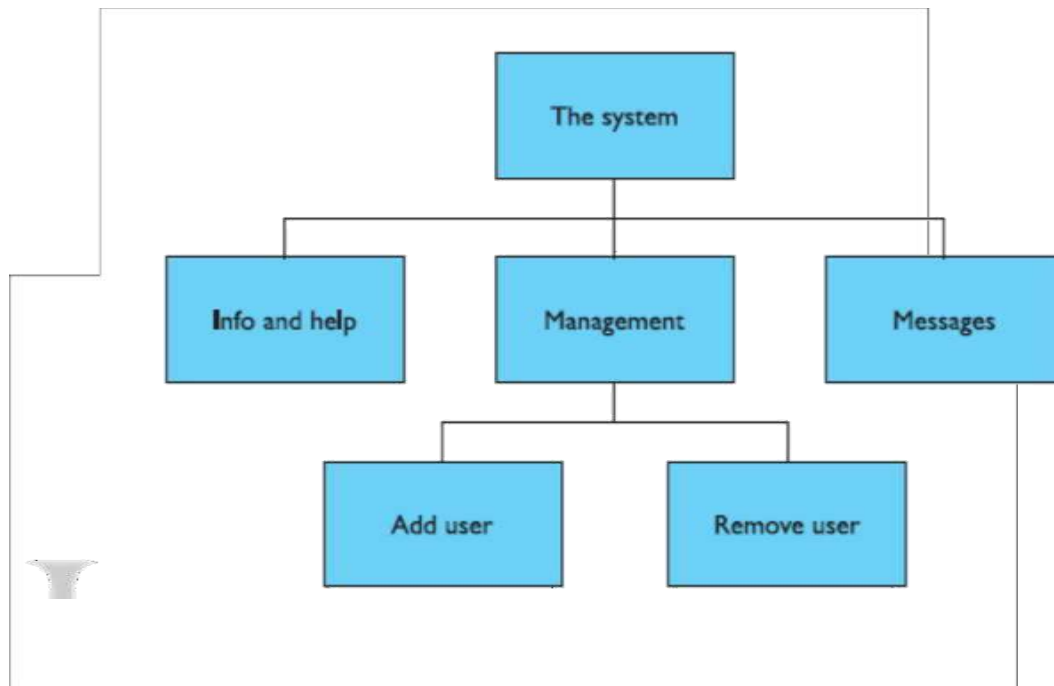 The system
Info and help
Management
Messages
Add user
Remove user